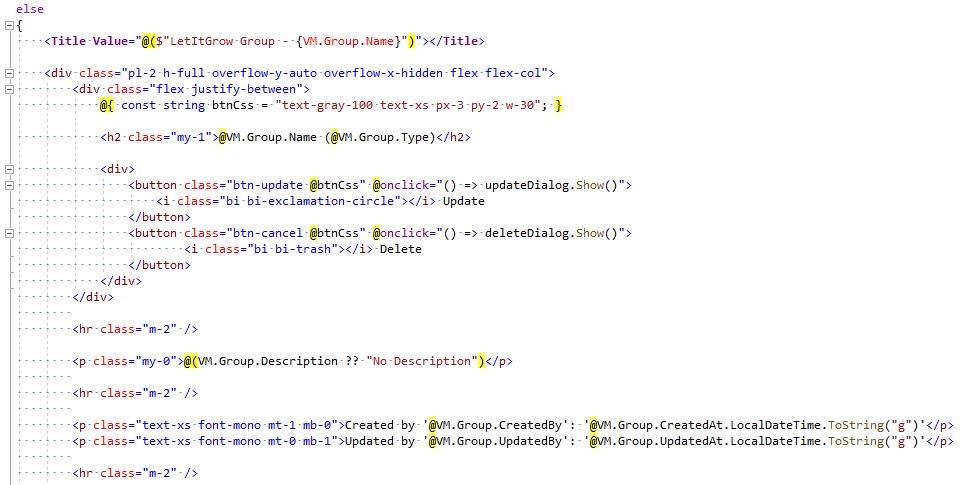 else
{
    <Title Value="@($"LetItGrow Group - {VM.Group.Name}")"></Title>

    <div class="pl-2 h-full overflow-y-auto overflow-x-hidden flex flex-col">
        <div class="flex justify-between">
            @{ const string btnCss = "text-gray-100 text-xs px-3 py-2 w-30"; }

            <h2 class="my-1">@VM.Group.Name (@VM.Group.Type)</h2>

            <div>
                <button class="btn-update @btnCss" @onclick="() => updateDialog.Show()">
                    <i class="bi bi-exclamation-circle"></i> Update
                </button>
                <button class="btn-cancel @btnCss" @onclick="() => deleteDialog.Show()">
                        <i class="bi bi-trash"></i> Delete
                </button>
            </div>
        </div>

        <hr class="m-2" />

        <p class="my-0">@(VM.Group.Description ?? "No Description")</p>

        <hr class="m-2" />

        <p class="text-xs font-mono mt-1 mb-0">Created by '@VM.Group.CreatedBy': '@VM.Group.CreatedAt.LocalDateTime.ToString("g")'</p>
        <p class="text-xs font-mono mt-0 mb-1">Updated by '@VM.Group.UpdatedBy': '@VM.Group.UpdatedAt.LocalDateTime.ToString("g")'</p>

        <hr class="m-2" />